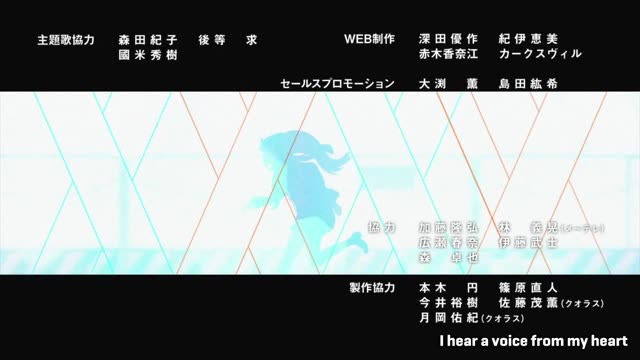 主題歌協力 森田紀子 後等 求
國米秀樹
WEB制作 深田優作 紀伊恵美
赤木香奈江 カークスヴィル
セールスプロモーション 大渕 薫 島田紘希
協力 加藤隆弘 林 義晃(メ〜テレ)
広瀬春奈 伊藤武士
森 卓也
製作協力 本木 円 篠原直人
今井裕樹 佐藤茂薫(クオラス)
月岡佑紀(クオラス)
I hear a voice from my heart